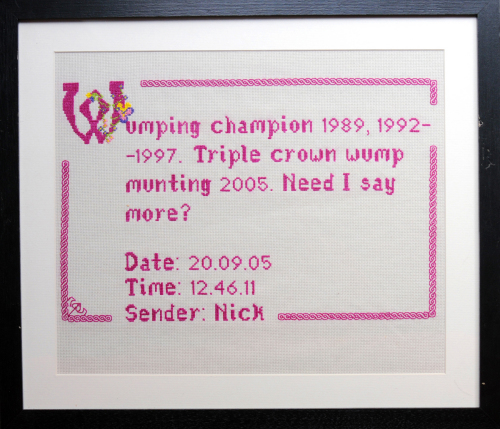 Wumping champion 1989, 1992-
-1997. Triple crown wump
munting 2005. Need I say
more?
Date: 20.09.05
Time: 12.46.11
Sender: Nick